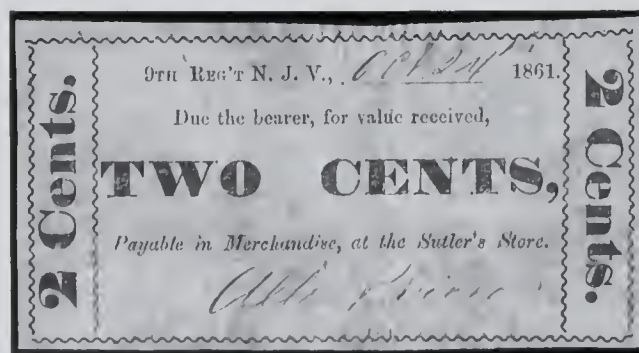 2 Cents.
9TH REG'T N. J. V., Oct 24 1861.
Due the bearer, for value received,
TWO CENTS,
Payable in Merchandise, at the Sutler's Store.
2 Cents.